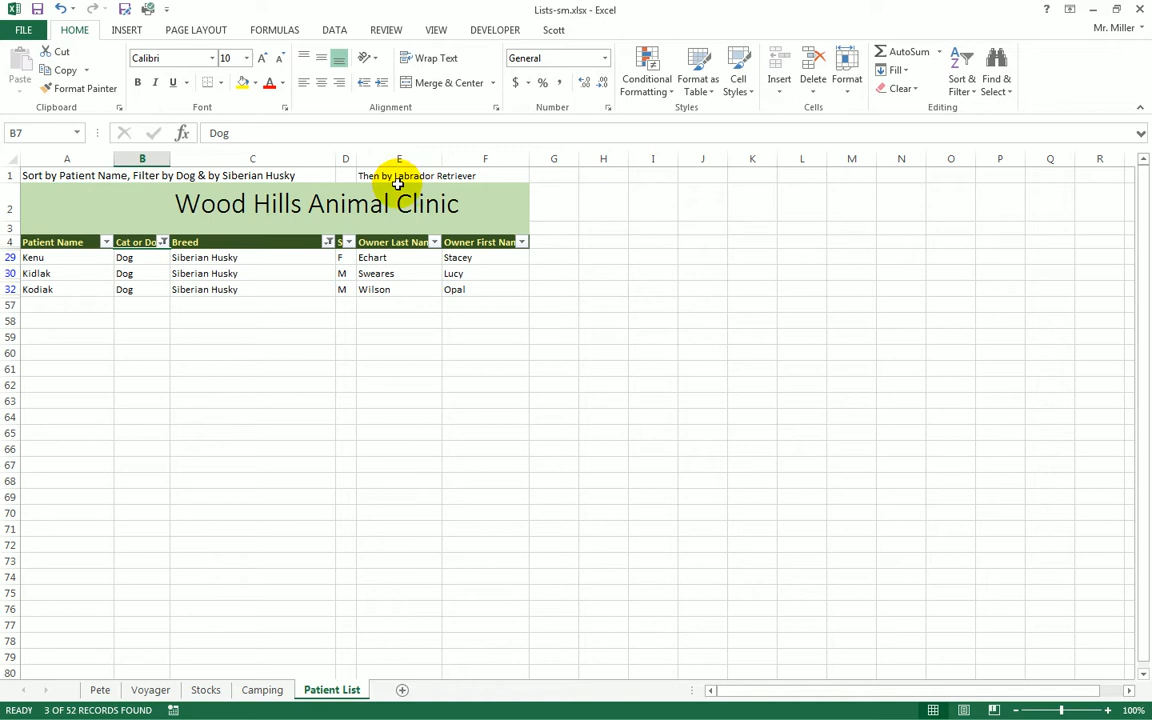 Lists-sm.xlsx - Excel
FILE HOME INSERT PAGE LAYOUT FORMULAS DATA REVIEW VIEW DEVELOPER Scott Mr. Miller
Paste Cut Copy Format Painter Clipboard
Calibri 10 B I U A Font
Wrap Text Merge & Center Alignment
General $ % , Number
Conditional Formatting Format as Table Cell Styles Styles
Insert Delete Format Cells
AutoSum Fill Clear Sort & Filter Find & Select Editing
B7 fx Dog
A B C D E F G H I J K L M N O P Q R
1 Sort by Patient Name, Filter by Dog & by Siberian Husky Then by Labrador Retriever
2 Wood Hills Animal Clinic
3
4 Patient Name Cat or Do Breed S Owner Last Nan Owner First Nan
29 Kenu Dog Siberian Husky F Echart Stacey
30 Kidlak Dog Siberian Husky M Sweares Lucy
32 Kodiak Dog Siberian Husky M Wilson Opal
57
58
59
60
61
62
63
64
65
66
67
68
69
70
71
72
73
74
75
76
77
78
79
80
Pete Voyager Stocks Camping Patient List
READY 3 OF 52 RECORDS FOUND 100%